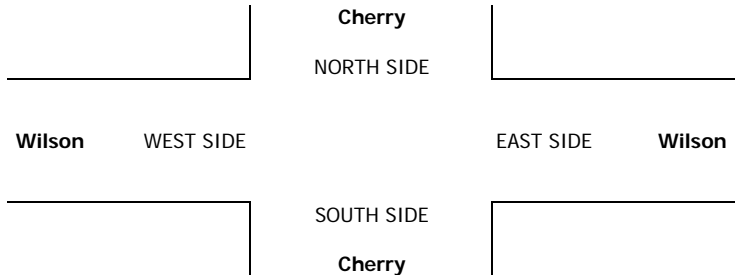 Cherry
NORTH SIDE
Wilson WEST SIDE EAST SIDE Wilson
SOUTH SIDE
Cherry